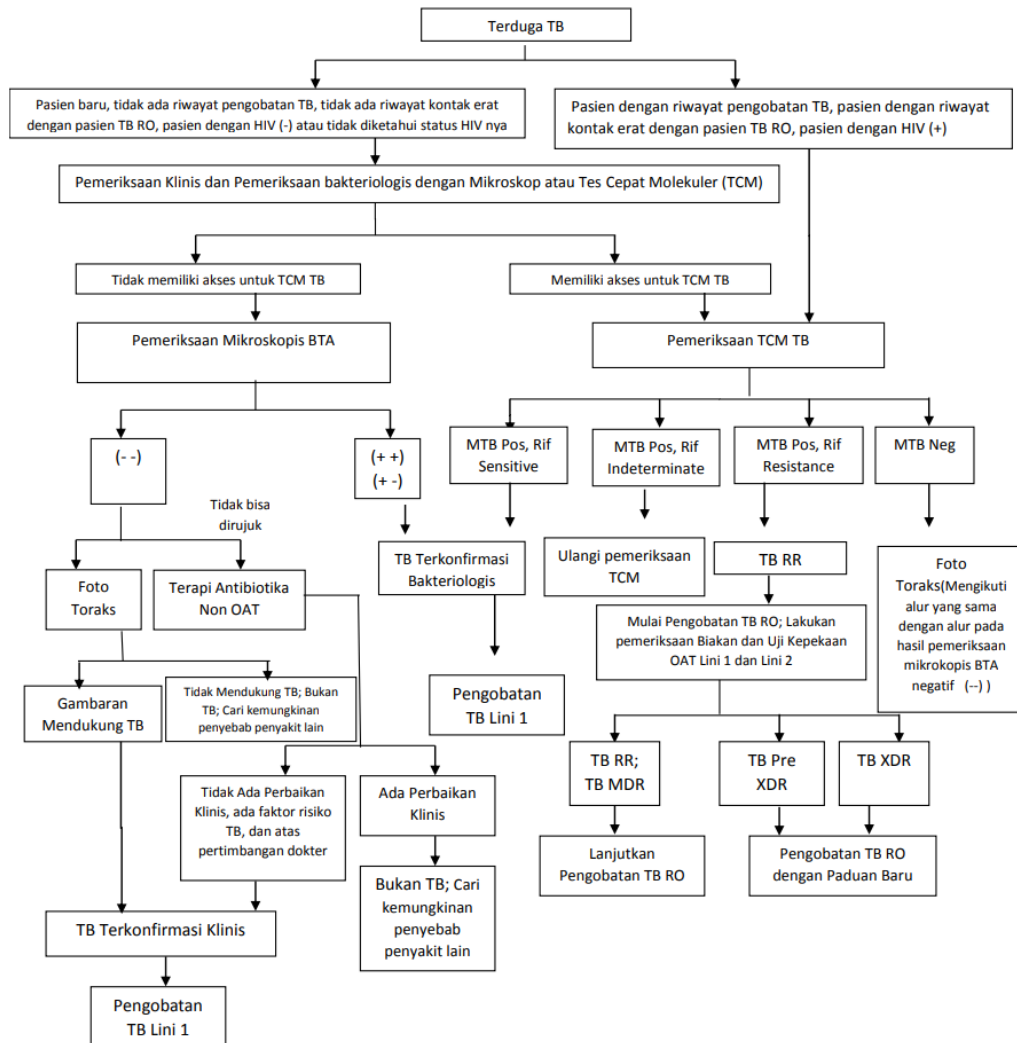 Terduga TB
Pasien baru, tidak ada riwayat pengobatan TB, tidak ada riwayat kontak erat
dengan pasien TB RO, pasien dengan HIV (-) atau tidak diketahui status HIV nya
Pasien dengan riwayat pengobatan TB, pasien dengan riwayat
kontak erat dengan pasien TB RO, pasien dengan HIV (+)
Pemeriksaan Klinis dan Pemeriksaan bakteriologis dengan Mikroskop atau Tes Cepat Molekuler (TCM)
Tidak memiliki akses untuk TCM TB
Memiliki akses untuk TCM TB
Pemeriksaan Mikroskopis BTA
Pemeriksaan TCM TB
(- -)
(+ +)
(+ -)
MTB Pos, Rif
Sensitive
MTB Pos, Rif
Indeterminate
MTB Pos, Rif
Resistance
MTB Neg
Tidak bisa
dirujuk
Foto
Toraks
Terapi Antibiotika
Non OAT
TB Terkonfirmasi
Bakteriologis
Ulangi pemeriksaan
TCM
TB RR
Foto
Toraks(Mengikuti
alur yang sama
dengan alur pada
hasil pemeriksaan
mikrokopis BTA
negatif (--) )
Mulai Pengobatan TB RO; Lakukan
pemeriksaan Biakan dan Uji Kepekaan
OAT Lini 1 dan Lini 2
Gambaran
Mendukung TB
Tidak Mendukung TB; Bukan
TB; Cari kemungkinan
penyebab penyakit lain
Pengobatan
TB Lini 1
TB RR;
TB MDR
TB Pre
XDR
TB XDR
Tidak Ada Perbaikan
Klinis, ada faktor risiko
TB, dan atas
pertimbangan dokter
Ada Perbaikan
Klinis
Lanjutkan
Pengobatan TB RO
Pengobatan TB RO
dengan Paduan Baru
Bukan TB; Cari
kemungkinan
penyebab
penyakit lain
TB Terkonfirmasi Klinis
Pengobatan
TB Lini 1